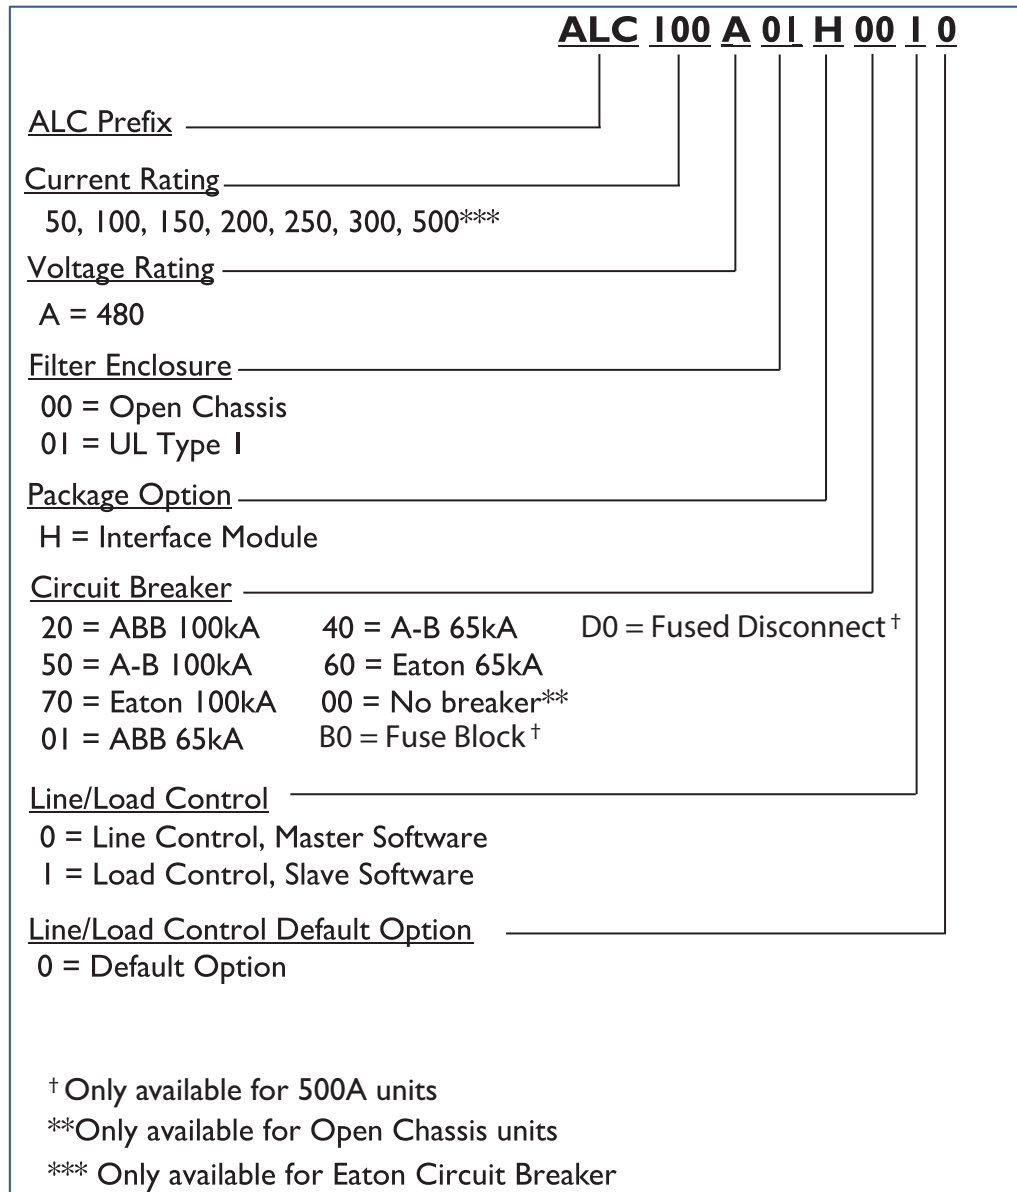 ALC 100 A 01 H 00 1 0
ALC Prefix
Current Rating
50, 100, 150, 200, 250, 300, 500***
Voltage Rating
A = 480
Filter Enclosure
00 = Open Chassis
01 = UL Type 1
Package Option
H = Interface Module
Circuit Breaker
20 = ABB 100kA 40 = A-B 65kA D0 = Fused Disconnect †
50 = A-B 100kA 60 = Eaton 65kA
70 = Eaton 100kA 00 = No breaker**
01 = ABB 65kA B0 = Fuse Block †
Line/Load Control
0 = Line Control, Master Software
1 = Load Control, Slave Software
Line/Load Control Default Option
0 = Default Option
† Only available for 500A units
**Only available for Open Chassis units
*** Only available for Eaton Circuit Breaker